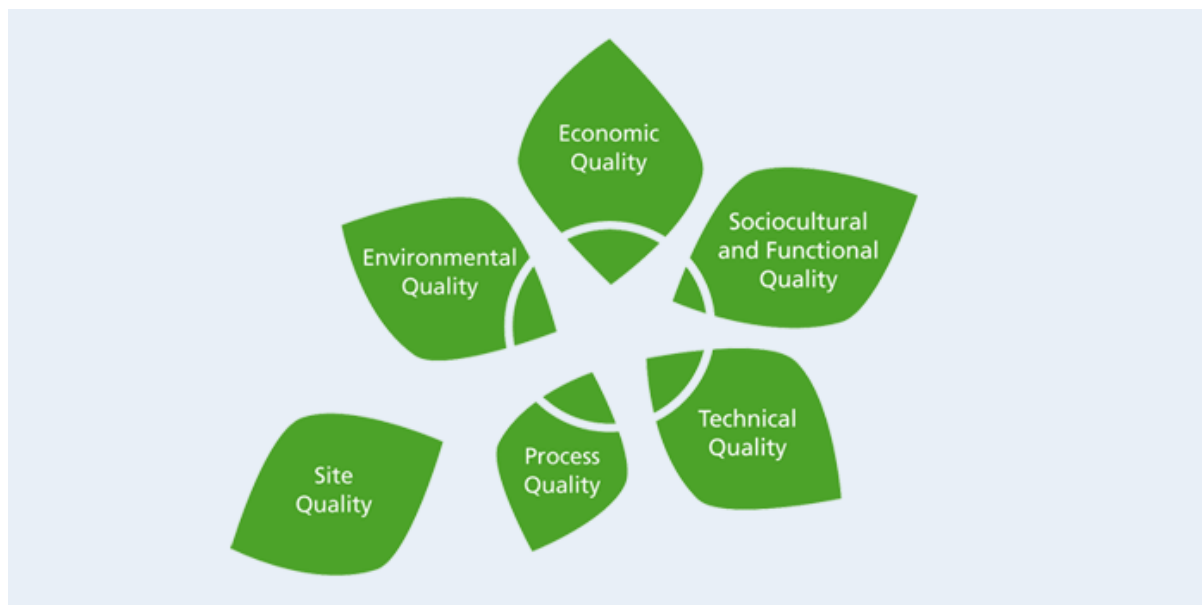 Economic
Quality
Sociocultural
and Functional
Quality
Environmental
Quality
Technical
Quality
Process
Quality
Site
Quality